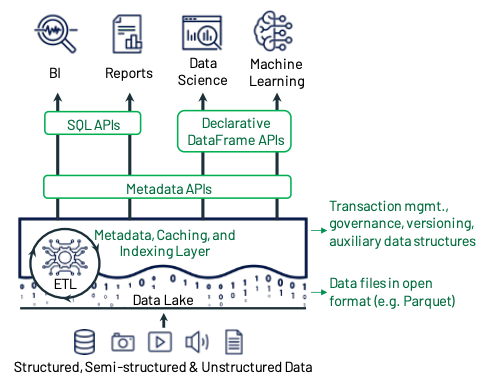 BI
Reports
Data
Science
Machine
Learning
SQL APIs
Declarative
DataFrame APIs
Metadata APIs
Metadata, Caching, and
Indexing Layer
Transaction mgmt.,
governance, versioning,
auxiliary data structures
ETL
Data files in open
format (e.g. Parquet)
Data Lake
Structured, Semi-structured & Unstructured Data